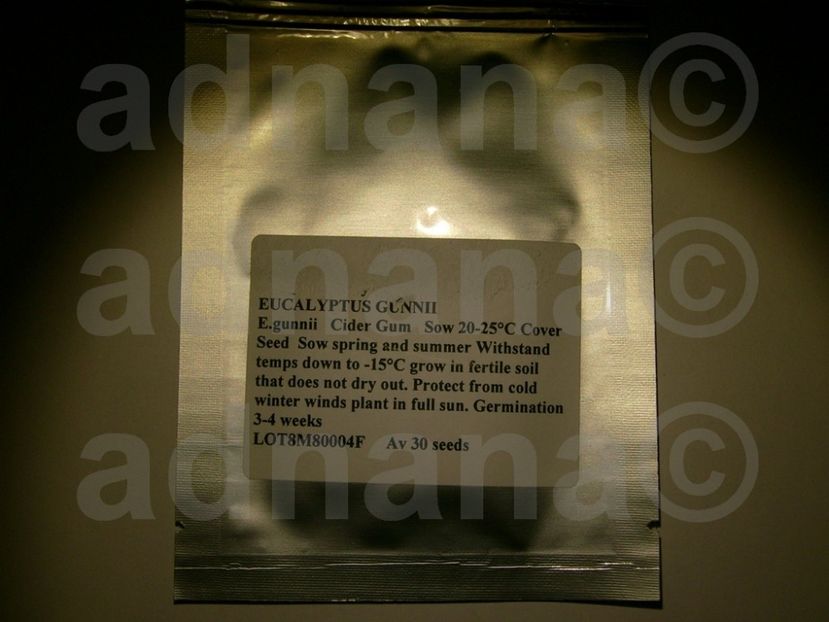 adnana©
adnana©
EUCALYPTUS GUNNII
E.gunnii Cider Gum Sow 20-25°C Cover
Seed Sow spring and summer Withstand
temps down to -15°C grow in fertile soil
that does not dry out. Protect from cold
winter winds plant in full sun. Germination
3-4 weeks
LOT8M80004F Av 30 seeds
adnana©